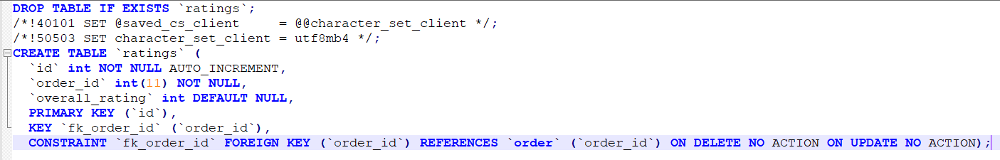 DROP TABLE IF EXISTS `ratings`;
/*!40101 SET @saved_cs_client     = @@character_set_client */;
/*!50503 SET character_set_client = utf8mb4 */;
CREATE TABLE `ratings` (
  `id` int NOT NULL AUTO_INCREMENT,
  `order_id` int(11) NOT NULL,
  `overall_rating` int DEFAULT NULL,
  PRIMARY KEY (`id`),
  KEY `fk_order_id` (`order_id`),
  CONSTRAINT `fk_order_id` FOREIGN KEY (`order_id`) REFERENCES `order` (`order_id`) ON DELETE NO ACTION ON UPDATE NO ACTION);